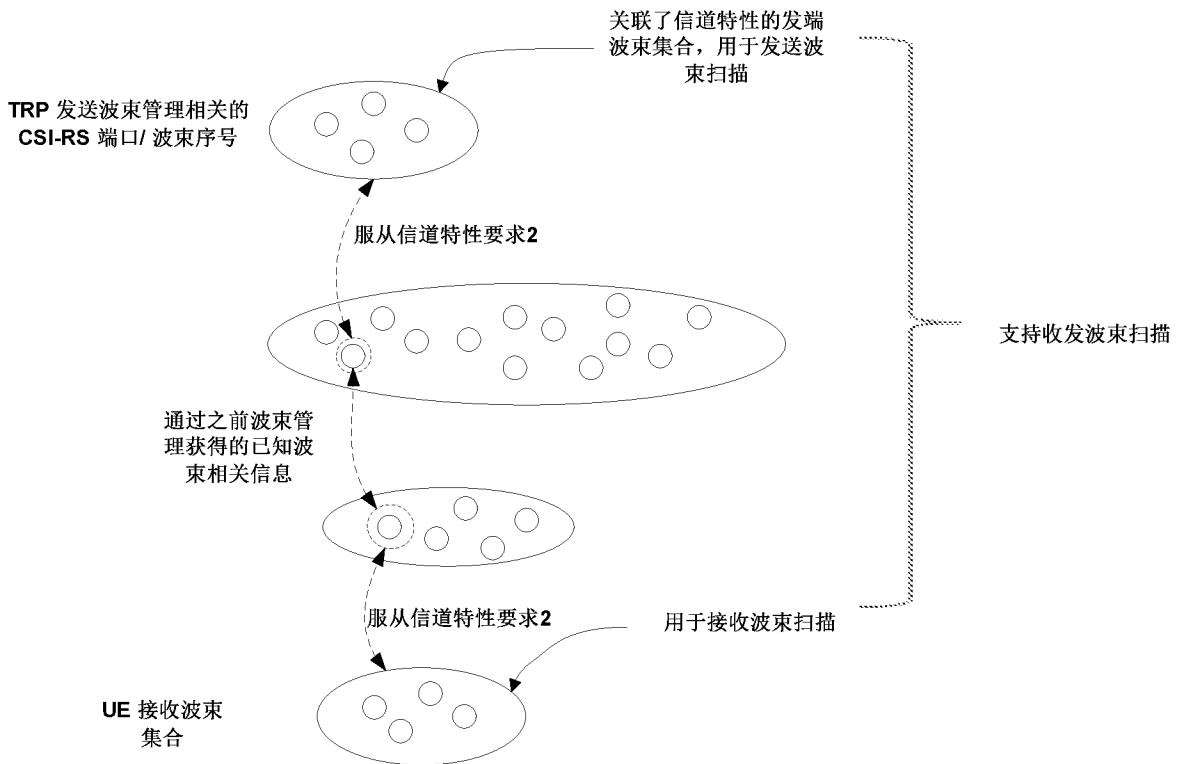 关联了信道特性的发端
波束集合，用于发送波
束扫描
TRP 发送波束管理相关的
CSI-RS 端口/ 波束序号
服从信道特性要求2
支持收发波束扫描
通过之前波束管
理获得的已知波
束相关信息
服从信道特性要求2
用于接收波束扫描
UE 接收波束
集合